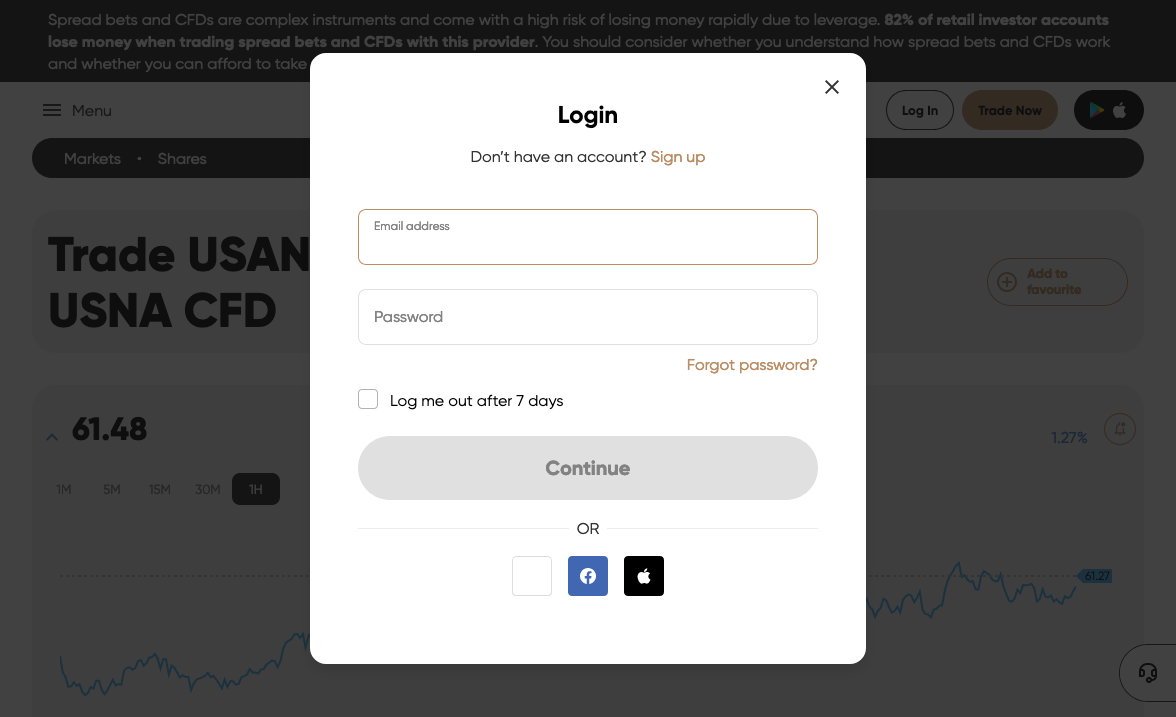 Spread bets and CFDs are complex instruments and come with a high risk of losing money rapidly due to leverage. 82% of retail investor accounts
lose money when trading spread bets and CFDs with this provider. You should consider whether you understand how spread bets and CFDs work
and whether you can afford to take
Menu
Log In
Trade Now
Markets • Shares
Trade USAN
USNA CFD
Add to
favourite
61.48
1.27%
1M
5M
15M
30M
1H
61.27
Login
Don't have an account? Sign up
Email address
Password
Forgot password?
Log me out after 7 days
Continue
OR